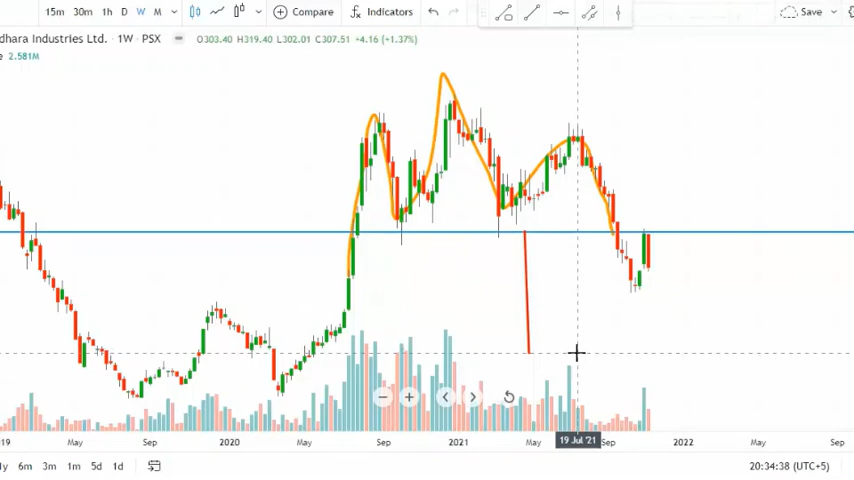 15m 30m 1h D W M Compare Indicators Save
dhara Industries Ltd. · 1W · PSX O303.40 H319.40 L302.01 C307.51 +4.16 (+1.37%)
e 2.581M
19 May Sep 2020 May Sep 2021 May 19 Jul '21 Sep 2022 May Sep
1y 6m 3m 1m 5d 1d 20:34:38 (UTC+5)